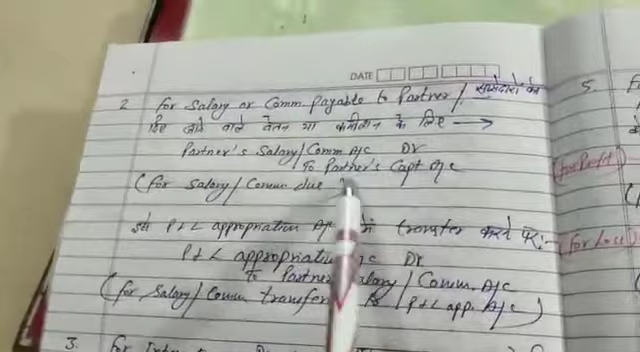 DATE
2 For Salary or Comm. payable to Partner/ साझेदारों को
दिए जाने वाले वेतन या कमीशन के लिए →
Partner's Salary/Comm A/c Dr
To Partner's Capt A/c
(For Salary/Comm due
P & L appropriation A/c में transfer करने पर:-
P & L appropriation A/c Dr
To Partner Salary/Comm. A/c
(For Salary/Comm transfer to P & L app. A/c)
3. For
5.
(for Profit)
(for Loss)